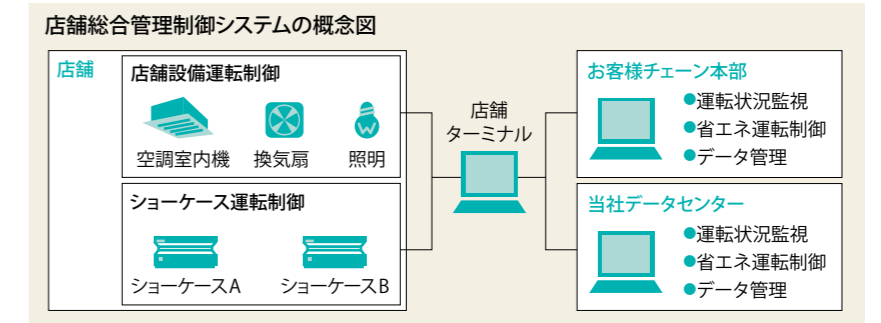 店舗総合管理制御システムの概念図
店舗
店舗設備運転制御
空調室内機
換気扇
照明
ショーケース運転制御
ショーケースA
ショーケースB
店舗
ターミナル
お客様チェーン本部
●運転状況監視
●省エネ運転制御
●データ管理
当社データセンター
●運転状況監視
●省エネ運転制御
●データ管理